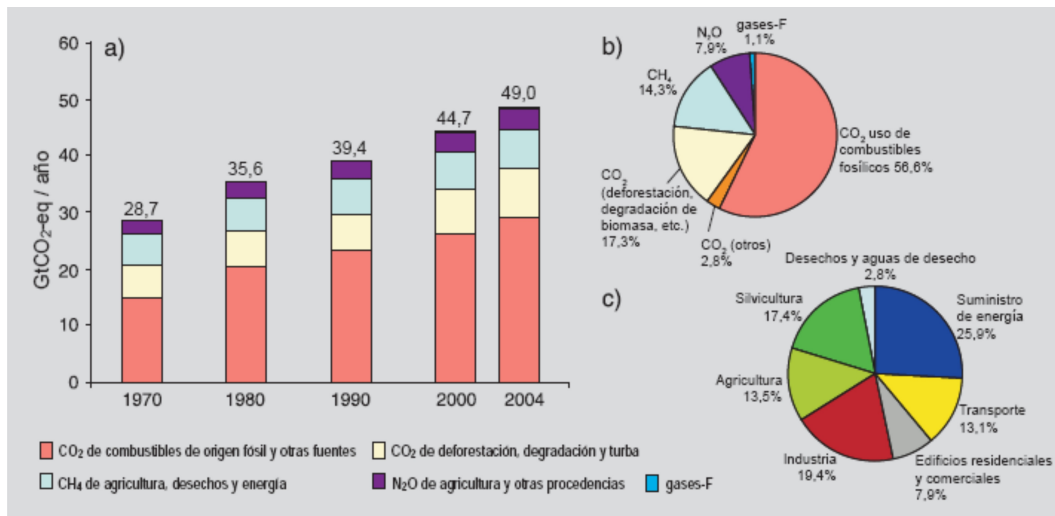 a)
GtCO2-eq / año
60
50
40
30
20
10
0
28,7
35,6
39,4
44,7
49,0
1970
1980
1990
2000
2004
CO2 de combustibles de origen fósil y otras fuentes
CO2 de deforestación, degradación y turba
CH4 de agricultura, desechos y energía
N2O de agricultura y otras procedencias
gases-F
b)
gases-F
1,1%
N2O
7,9%
CH4
14,3%
CO2 uso de
combustibles
fosílicos 56,6%
CO2
(deforestación,
degradación de
biomasa, etc.)
17,3%
CO2 (otros)
2,8%
c)
Desechos y aguas de desecho
2,8%
Silvicultura
17,4%
Suministro
de energía
25,9%
Agricultura
13,5%
Transporte
13,1%
Industria
19,4%
Edificios residenciales
y comerciales
7,9%